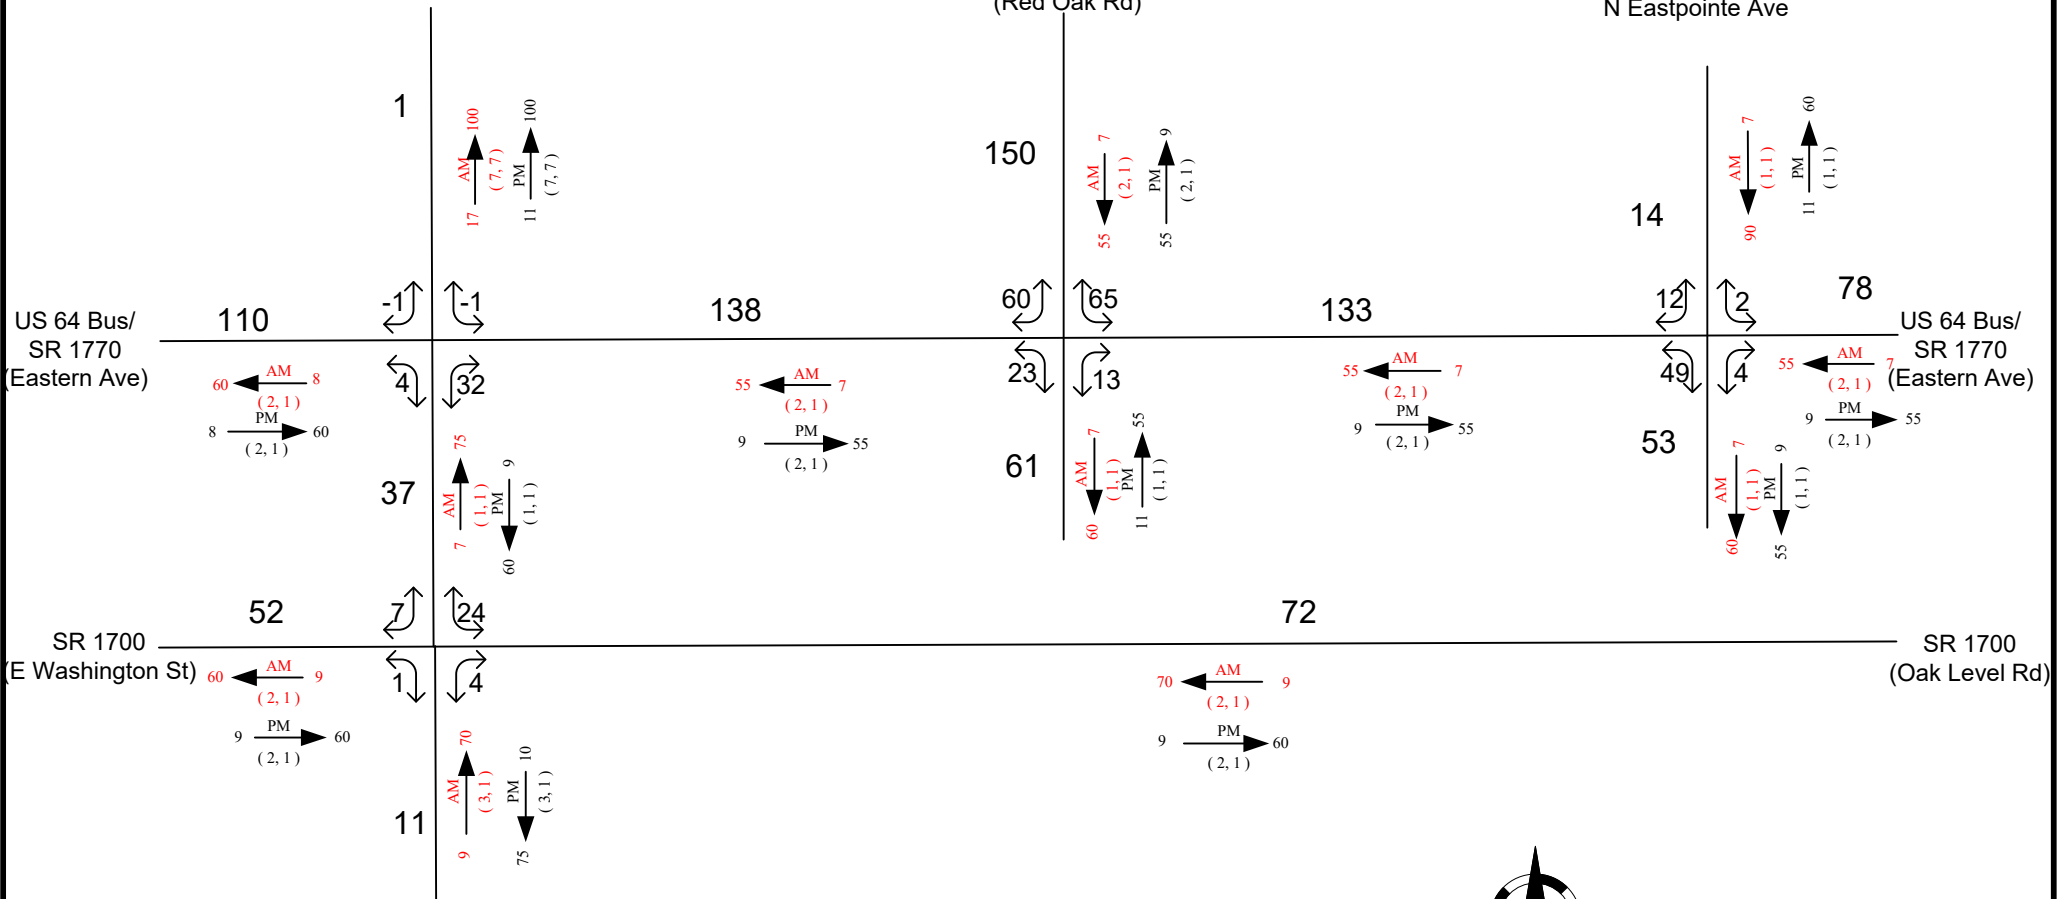 (Red Oak Rd)
N Eastpointe Ave
1
100
AM
( 7, 7 )
17
100
PM
( 7, 7 )
11
150
7
AM
( 2, 1 )
55
9
PM
( 2, 1 )
55
14
7
AM
( 1, 1 )
90
60
PM
( 1, 1 )
11
US 64 Bus/
SR 1770
(Eastern Ave)
110
-1
-1
4
32
138
60
65
23
13
133
12
2
49
4
78
US 64 Bus/
SR 1770
(Eastern Ave)
60
AM
8
( 2, 1 )
8
PM
60
( 2, 1 )
55
AM
7
( 2, 1 )
9
PM
55
( 2, 1 )
55
AM
7
( 2, 1 )
9
PM
55
( 2, 1 )
55
AM
7
( 2, 1 )
9
PM
55
( 2, 1 )
37
75
AM
( 1, 1 )
7
9
PM
( 1, 1 )
60
61
7
AM
( 1, 1 )
60
55
PM
( 1, 1 )
11
53
7
AM
( 1, 1 )
60
9
PM
( 1, 1 )
55
SR 1700
(E Washington St)
52
7
24
1
4
72
SR 1700
(Oak Level Rd)
60
AM
9
( 2, 1 )
9
PM
60
( 2, 1 )
70
AM
9
( 2, 1 )
9
PM
60
( 2, 1 )
11
70
AM
( 3, 1 )
9
10
PM
( 3, 1 )
75